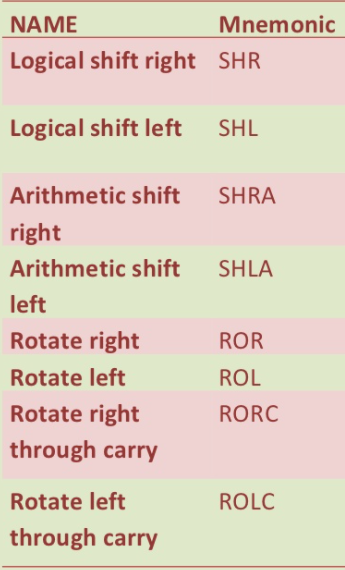 NAME Mnemonic
Logical shift right SHR
Logical shift left SHL
Arithmetic shift SHRA
right
Arithmetic shift SHLA
left
Rotate right ROR
Rotate left ROL
Rotate right RORC
through carry
Rotate left ROLC
through carry